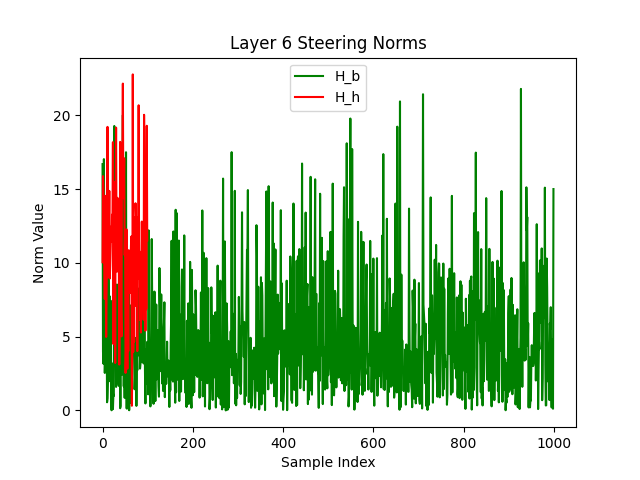 Layer 6 Steering Norms
H_b
H_h
Norm Value
20
15
10
5
0
0 200 400 600 800 1000
Sample Index